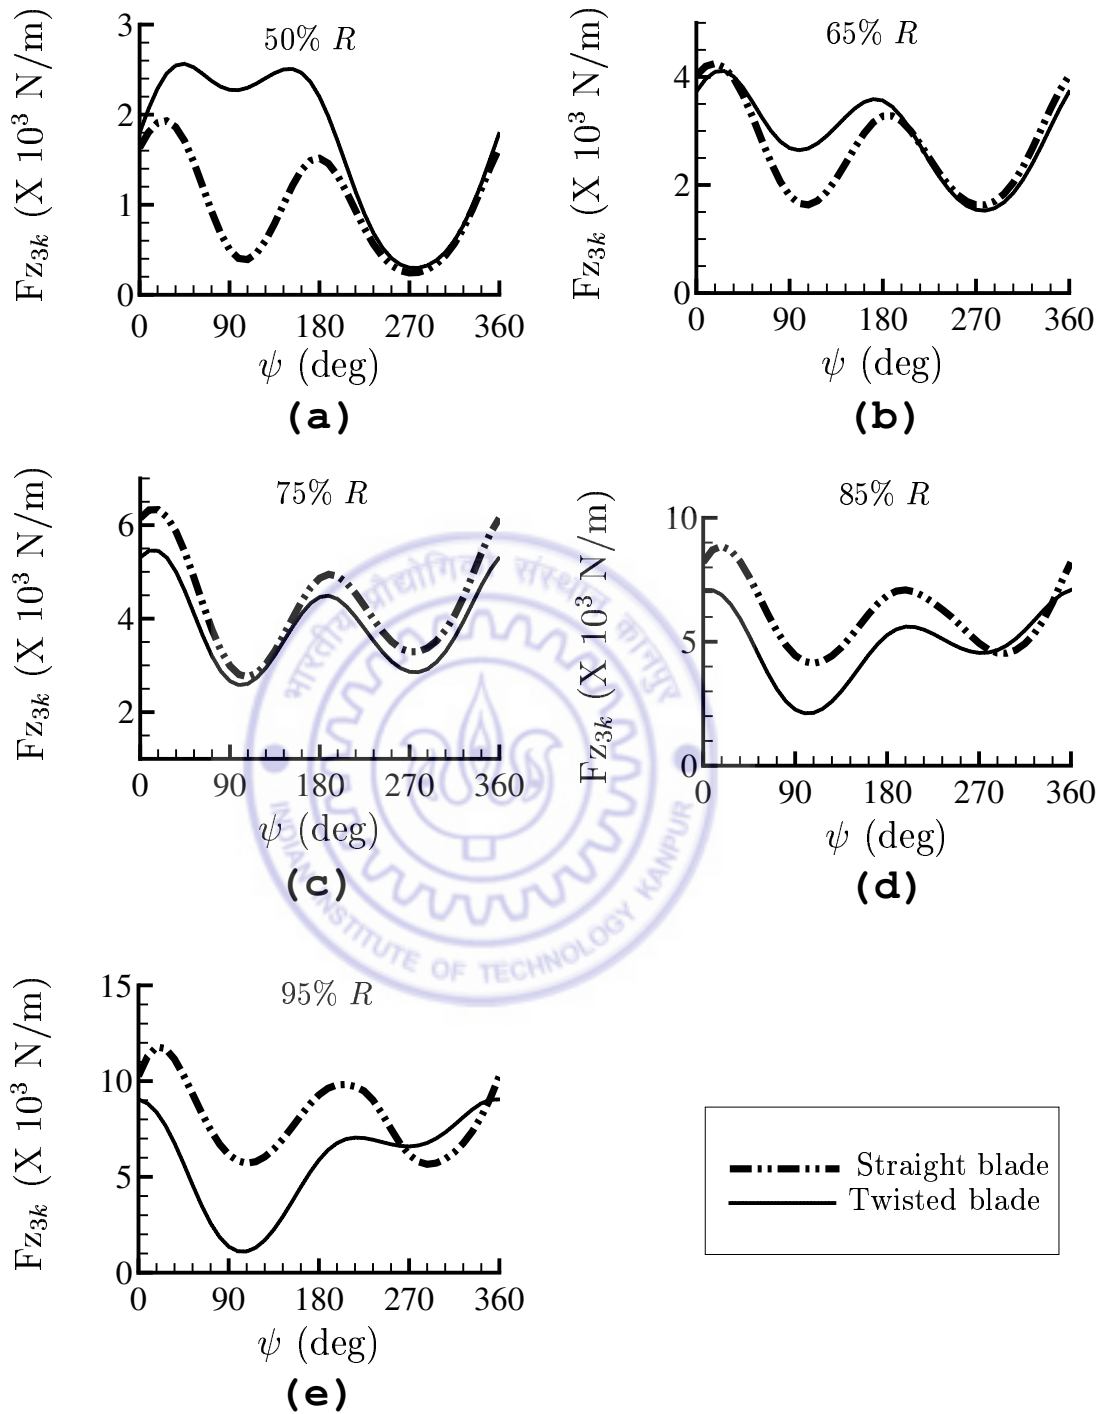 50% R
Fz3k (X 10³ N/m)
3
2
1
0
0 90 180 270 360
ψ (deg)
(a)
65% R
Fz3k (X 10³ N/m)
4
2
0
0 90 180 270 360
ψ (deg)
(b)
75% R
Fz3k (X 10³ N/m)
6
4
2
0 90 180 270 360
ψ (deg)
(c)
85% R
Fz3k (X 10³ N/m)
10
5
0
0 90 180 270 360
ψ (deg)
(d)
भारतीय प्रौद्योगिकी संस्थान कानपुर
INDIAN INSTITUTE OF TECHNOLOGY KANPUR
95% R
Fz3k (X 10³ N/m)
15
10
5
0
0 90 180 270 360
ψ (deg)
(e)
Straight blade
Twisted blade